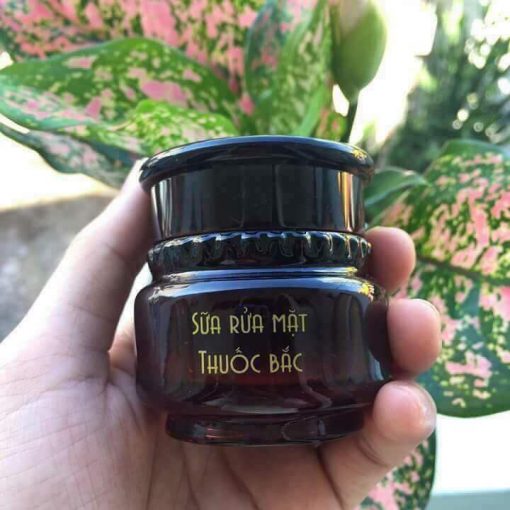 SỮA RỬA MẶT
THUỐC BẮC